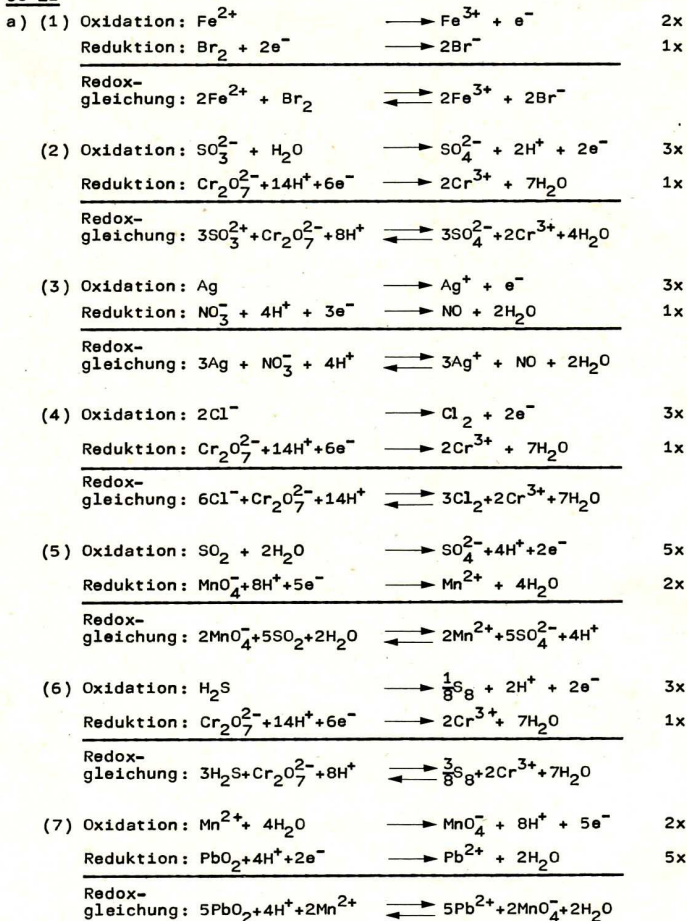 a) (1) Oxidation: Fe²⁺ ⟶ Fe³⁺ + e⁻ 2x
Reduktion: Br₂ + 2e⁻ ⟶ 2Br⁻ 1x
Redox-
gleichung: 2Fe²⁺ + Br₂ ⇄ 2Fe³⁺ + 2Br⁻
(2) Oxidation: SO₃²⁻ + H₂O ⟶ SO₄²⁻ + 2H⁺ + 2e⁻ 3x
Reduktion: Cr₂O₇²⁻+14H⁺+6e⁻ ⟶ 2Cr³⁺ + 7H₂O 1x
Redox-
gleichung: 3SO₃²⁺+Cr₂O₇²⁻+8H⁺ ⇄ 3SO₄²⁻+2Cr³⁺+4H₂O
(3) Oxidation: Ag ⟶ Ag⁺ + e⁻ 3x
Reduktion: NO₃⁻ + 4H⁺ + 3e⁻ ⟶ NO + 2H₂O 1x
Redox-
gleichung: 3Ag + NO₃⁻ + 4H⁺ ⇄ 3Ag⁺ + NO + 2H₂O
(4) Oxidation: 2Cl⁻ ⟶ Cl₂ + 2e⁻ 3x
Reduktion: Cr₂O₇²⁻+14H⁺+6e⁻ ⟶ 2Cr³⁺ + 7H₂O 1x
Redox-
gleichung: 6Cl⁻+Cr₂O₇²⁻+14H⁺ ⇄ 3Cl₂+2Cr³⁺+7H₂O
(5) Oxidation: SO₂ + 2H₂O ⟶ SO₄²⁻+4H⁺+2e⁻ 5x
Reduktion: MnO₄⁻+8H⁺+5e⁻ ⟶ Mn²⁺ + 4H₂O 2x
Redox-
gleichung: 2MnO₄⁻+5SO₂+2H₂O ⇄ 2Mn²⁺+5SO₄²⁻+4H⁺
(6) Oxidation: H₂S ⟶ ⅛S₈ + 2H⁺ + 2e⁻ 3x
Reduktion: Cr₂O₇²⁻+14H⁺+6e⁻ ⟶ 2Cr³⁺+ 7H₂O 1x
Redox-
gleichung: 3H₂S+Cr₂O₇²⁻+8H⁺ ⇄ ⅜S₈+2Cr³⁺+7H₂O
(7) Oxidation: Mn²⁺+ 4H₂O ⟶ MnO₄⁻ + 8H⁺ + 5e⁻ 2x
Reduktion: PbO₂+4H⁺+2e⁻ ⟶ Pb²⁺ + 2H₂O 5x
Redox-
gleichung: 5PbO₂+4H⁺+2Mn²⁺ ⇄ 5Pb²⁺+2MnO₄⁻+2H₂O